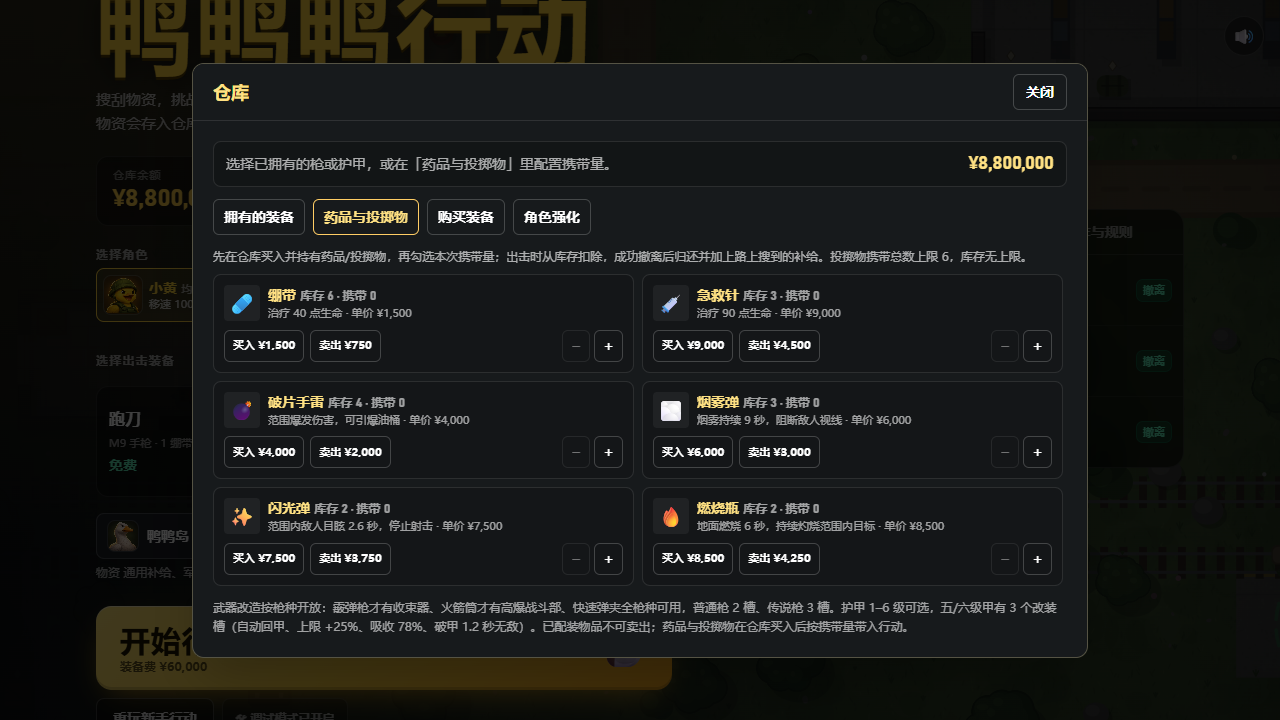 鸭鸭鸭行动
搜刮物资，挑战
物资会存入仓库
仓库余额
¥8,800,0
选择角色
小黄 均
移速 100
选择出击装备
跑刀
M9 手枪 · 1 绷带
免费
鸭鸭岛
物资 通用补给、军
开始行
装备费 ¥60,000
重玩新手行动
调试模式已开启
与规则
撤离
撤离
撤离
仓库
关闭
选择已拥有的枪或护甲，或在「药品与投掷物」里配置携带量。
¥8,800,000
拥有的装备
药品与投掷物
购买装备
角色强化
先在仓库买入并持有药品/投掷物，再勾选本次携带量；出击时从库存扣除，成功撤离后归还并加上路上搜到的补给。投掷物携带总数上限 6，库存无上限。
绷带 库存 6 · 携带 0
治疗 40 点生命 · 单价 ¥1,500
买入 ¥1,500
卖出 ¥750
−
+
急救针 库存 3 · 携带 0
治疗 90 点生命 · 单价 ¥9,000
买入 ¥9,000
卖出 ¥4,500
−
+
破片手雷 库存 4 · 携带 0
范围爆发伤害，可引爆油桶 · 单价 ¥4,000
买入 ¥4,000
卖出 ¥2,000
−
+
烟雾弹 库存 3 · 携带 0
烟雾持续 9 秒，阻断敌人视线 · 单价 ¥6,000
买入 ¥6,000
卖出 ¥3,000
−
+
闪光弹 库存 2 · 携带 0
范围内敌人目眩 2.6 秒，停止射击 · 单价 ¥7,500
买入 ¥7,500
卖出 ¥3,750
−
+
燃烧瓶 库存 2 · 携带 0
地面燃烧 6 秒，持续灼烧范围内目标 · 单价 ¥8,500
买入 ¥8,500
卖出 ¥4,250
−
+
武器改造按枪种开放：霰弹枪才有收束器、火箭筒才有高爆战斗部、快速弹夹全枪种可用，普通枪 2 槽、传说枪 3 槽。护甲 1–6 级可选，五/六级甲有 3 个改装
槽（自动回甲、上限 +25%、吸收 78%、破甲 1.2 秒无敌）。已配装物品不可卖出；药品与投掷物在仓库买入后按携带量带入行动。